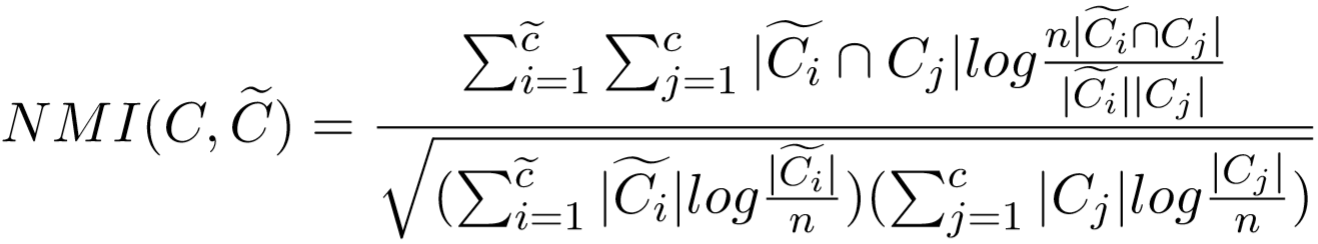 NMI(C, \widetilde{C}) = \frac{\sum_{i=1}^{\widetilde{c}} \sum_{j=1}^{c} |\widetilde{C_i} \cap C_j| log \frac{n|\widetilde{C_i} \cap C_j|}{|\widetilde{C_i}||C_j|}}{\sqrt{(\sum_{i=1}^{\widetilde{c}} |\widetilde{C_i}| log \frac{|\widetilde{C_i}|}{n})(\sum_{j=1}^{c} |C_j| log \frac{|C_j|}{n})}}